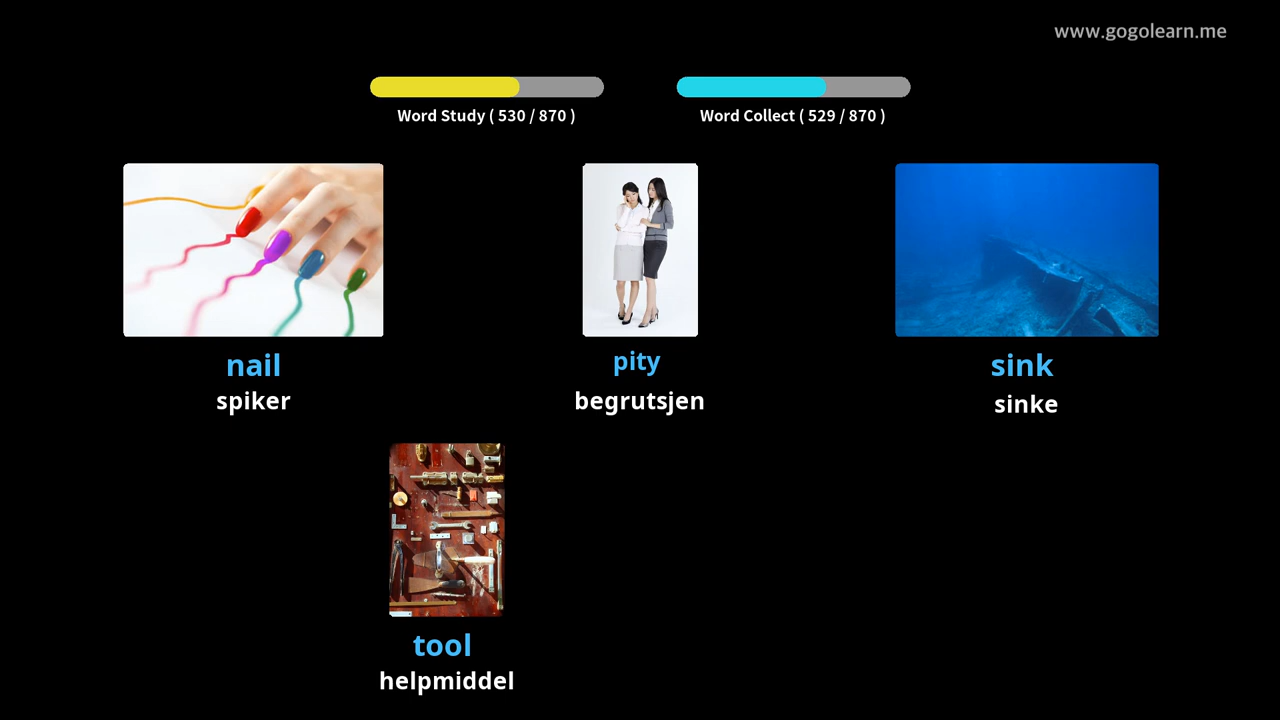 www.gogolearn.me
Word Study ( 530 / 870 )
Word Collect ( 529 / 870 )
nail
spiker
pity
begrutsjen
sink
sinke
tool
helpmiddel